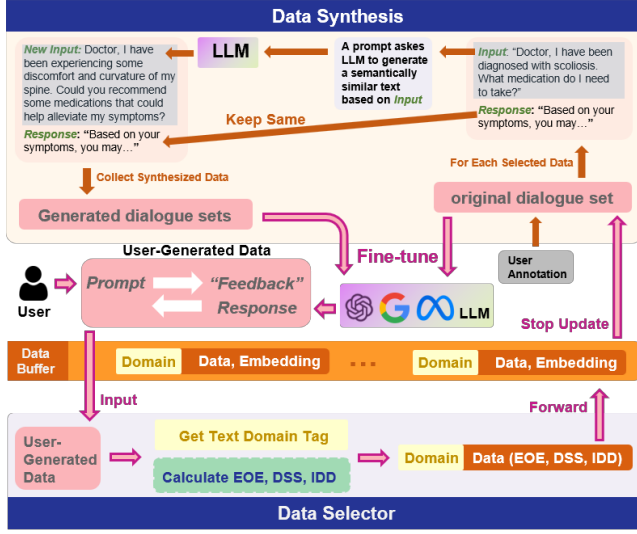 Data Synthesis
New Input: Doctor, I have
been experiencing some
discomfort and curvature of my
spine. Could you recommend
some medications that could
help alleviate my symptoms?
Response: “Based on your
symptoms, you may…”
LLM
A prompt askes
LLM to generate
a semantically
similar text
based on Input
Input: “Doctor, I have been
diagnosed with scoliosis.
What medication do I need
to take?”
Response: “Based on your
symptoms, you may…”
Keep Same
Collect Synthesized Data
For Each Selected Data
Generated dialogue sets
original dialogue set
User-Generated Data
Fine-tune
User
Annotation
User
Prompt
“Feedback”
Response
LLM
Stop Update
Data
Buffer
Domain
Data, Embedding
...
Domain
Data, Embedding
Input
Forward
User-
Generated
Data
Get Text Domain Tag
Calculate EOE, DSS, IDD
Domain
Data (EOE, DSS, IDD)
Data Selector